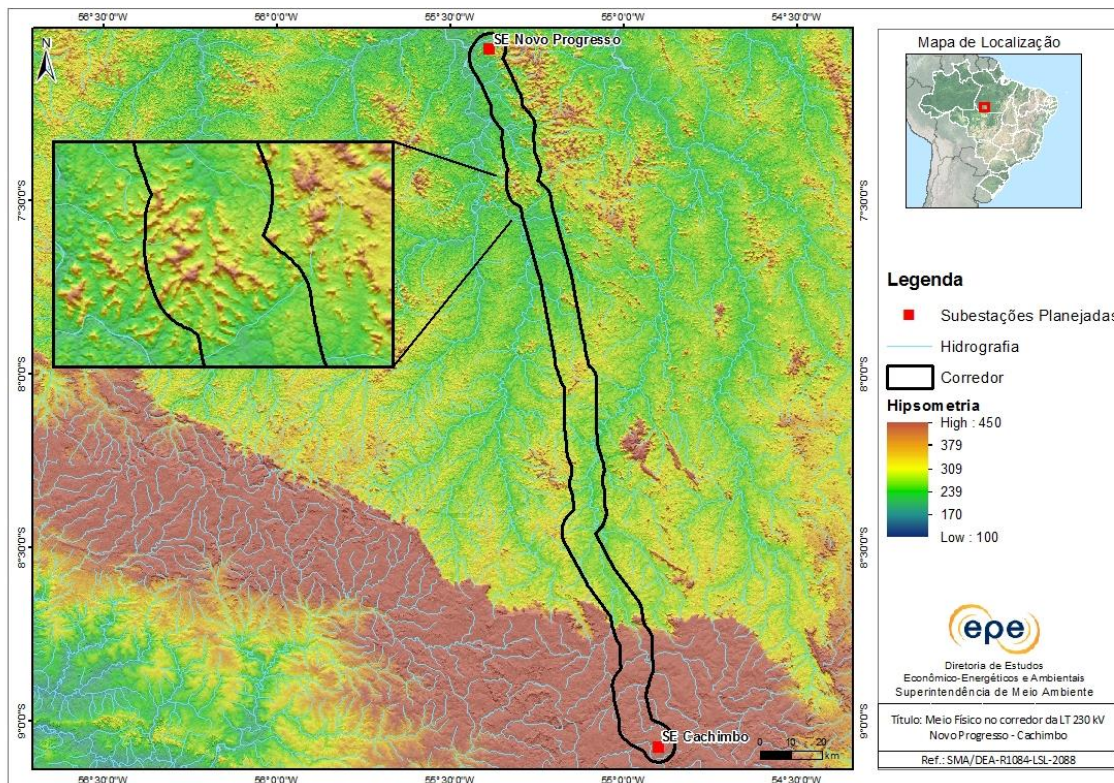 56°30'0"W
56°0'0"W
55°30'0"W
55°0'0"W
54°30'0"W
N
SE Novo Progresso
7°30'0"S
7°30'0"S
8°0'0"S
8°0'0"S
8°30'0"S
8°30'0"S
9°0'0"S
9°0'0"S
SE Cachimbo
0 10 20
km
56°30'0"W
56°0'0"W
55°30'0"W
55°0'0"W
54°30'0"W
Mapa de Localização
Legenda
Subestações Planejadas
Hidrografia
Corredor
Hipsometria
High : 450
379
309
239
170
Low : 100
epe
Diretoria de Estudos
Econômico-Energéticos e Ambientais
Superintendência de Meio Ambiente
Título: Meio Físico no corredor da LT 230 kV
Novo Progresso - Cachimbo
Ref.: SMA/DEA-R1084-LSL-2088